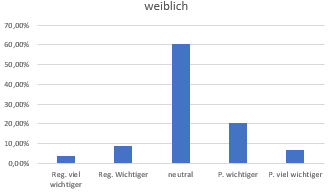 weiblich
70,00%
60,00%
50,00%
40,00%
30,00%
20,00%
10,00%
0,00%
Reg. viel wichtiger
Reg. Wichtiger
neutral
P. wichtiger
P. viel wichtiger